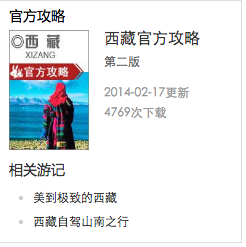 官方攻略
西藏
XIZANG
官方攻略
西藏官方攻略
第二版
2014-02-17更新
4769次下载
相关游记
美到极致的西藏
西藏自驾山南之行